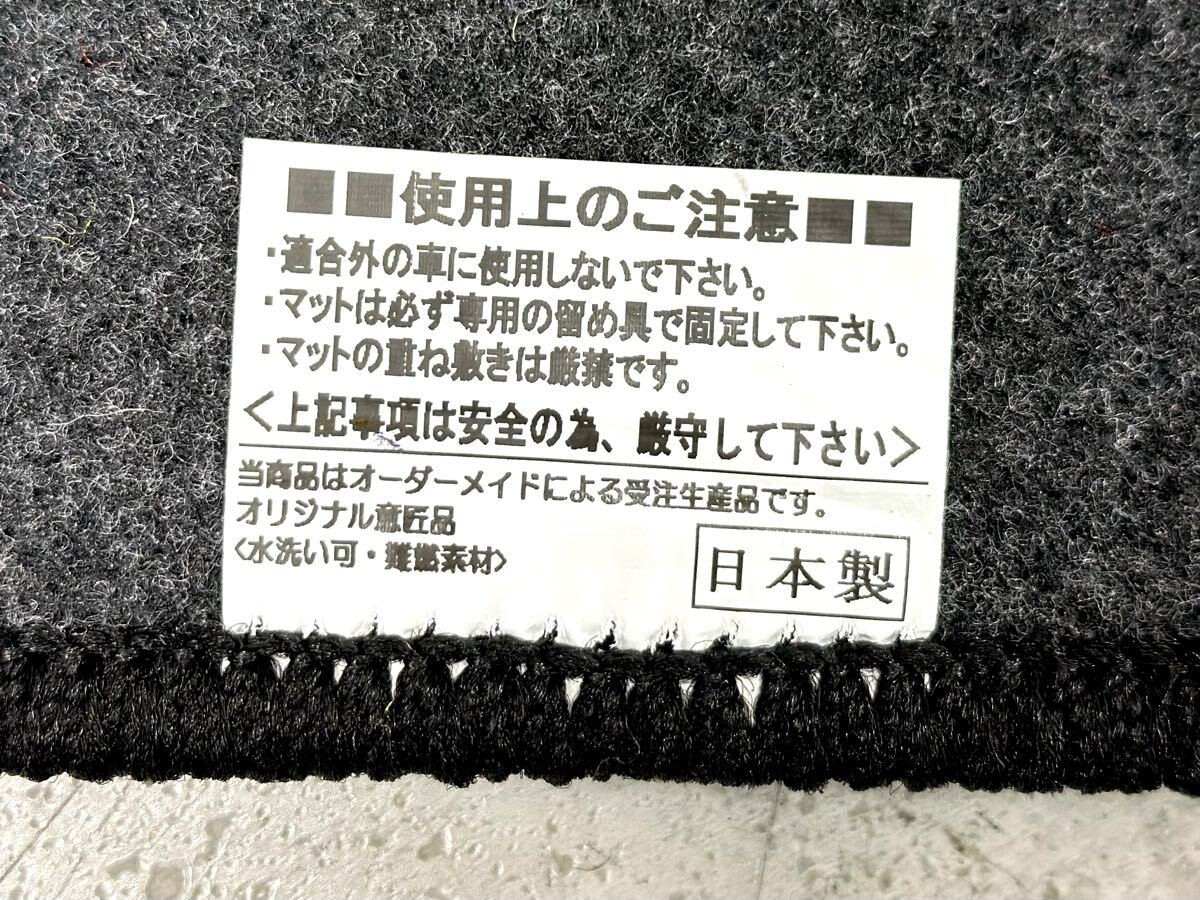 ■■使用上のご注意■■
・適合外の車に使用しないで下さい。
・マットは必ず専用の留め具で固定して下さい。
・マットの重ね敷きは厳禁です。
<上記事項は安全の為、厳守して下さい>
当商品はオーダーメイドによる受注生産品です。
オリジナル意匠品
<水洗い可・難燃素材>
日本製